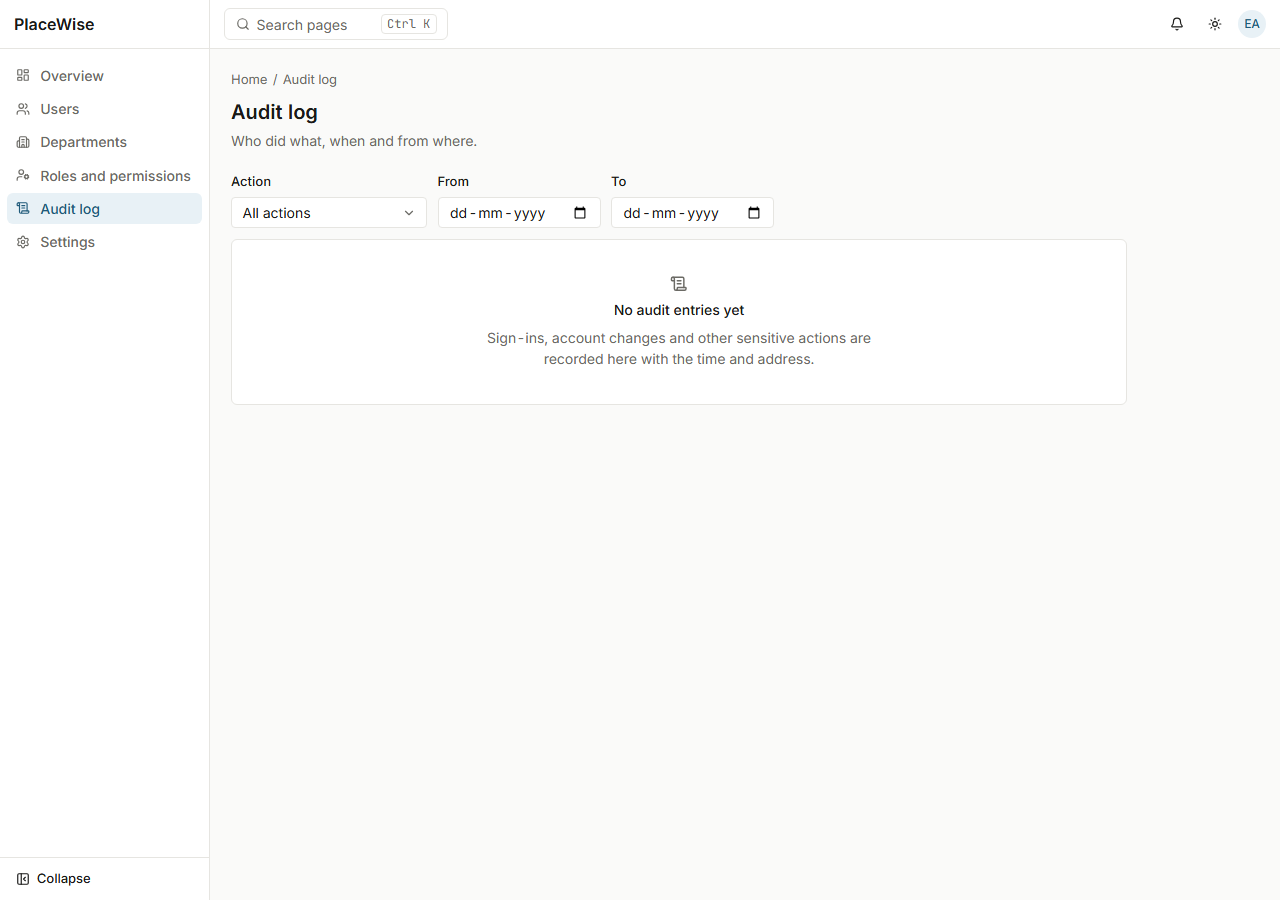 PlaceWise
Search pages
Ctrl K
EA
Overview
Users
Departments
Roles and permissions
Audit log
Settings
Collapse
Home / Audit log
Audit log
Who did what, when and from where.
Action
From
To
All actions
dd-mm-yyyy
dd-mm-yyyy
No audit entries yet
Sign-ins, account changes and other sensitive actions are
recorded here with the time and address.